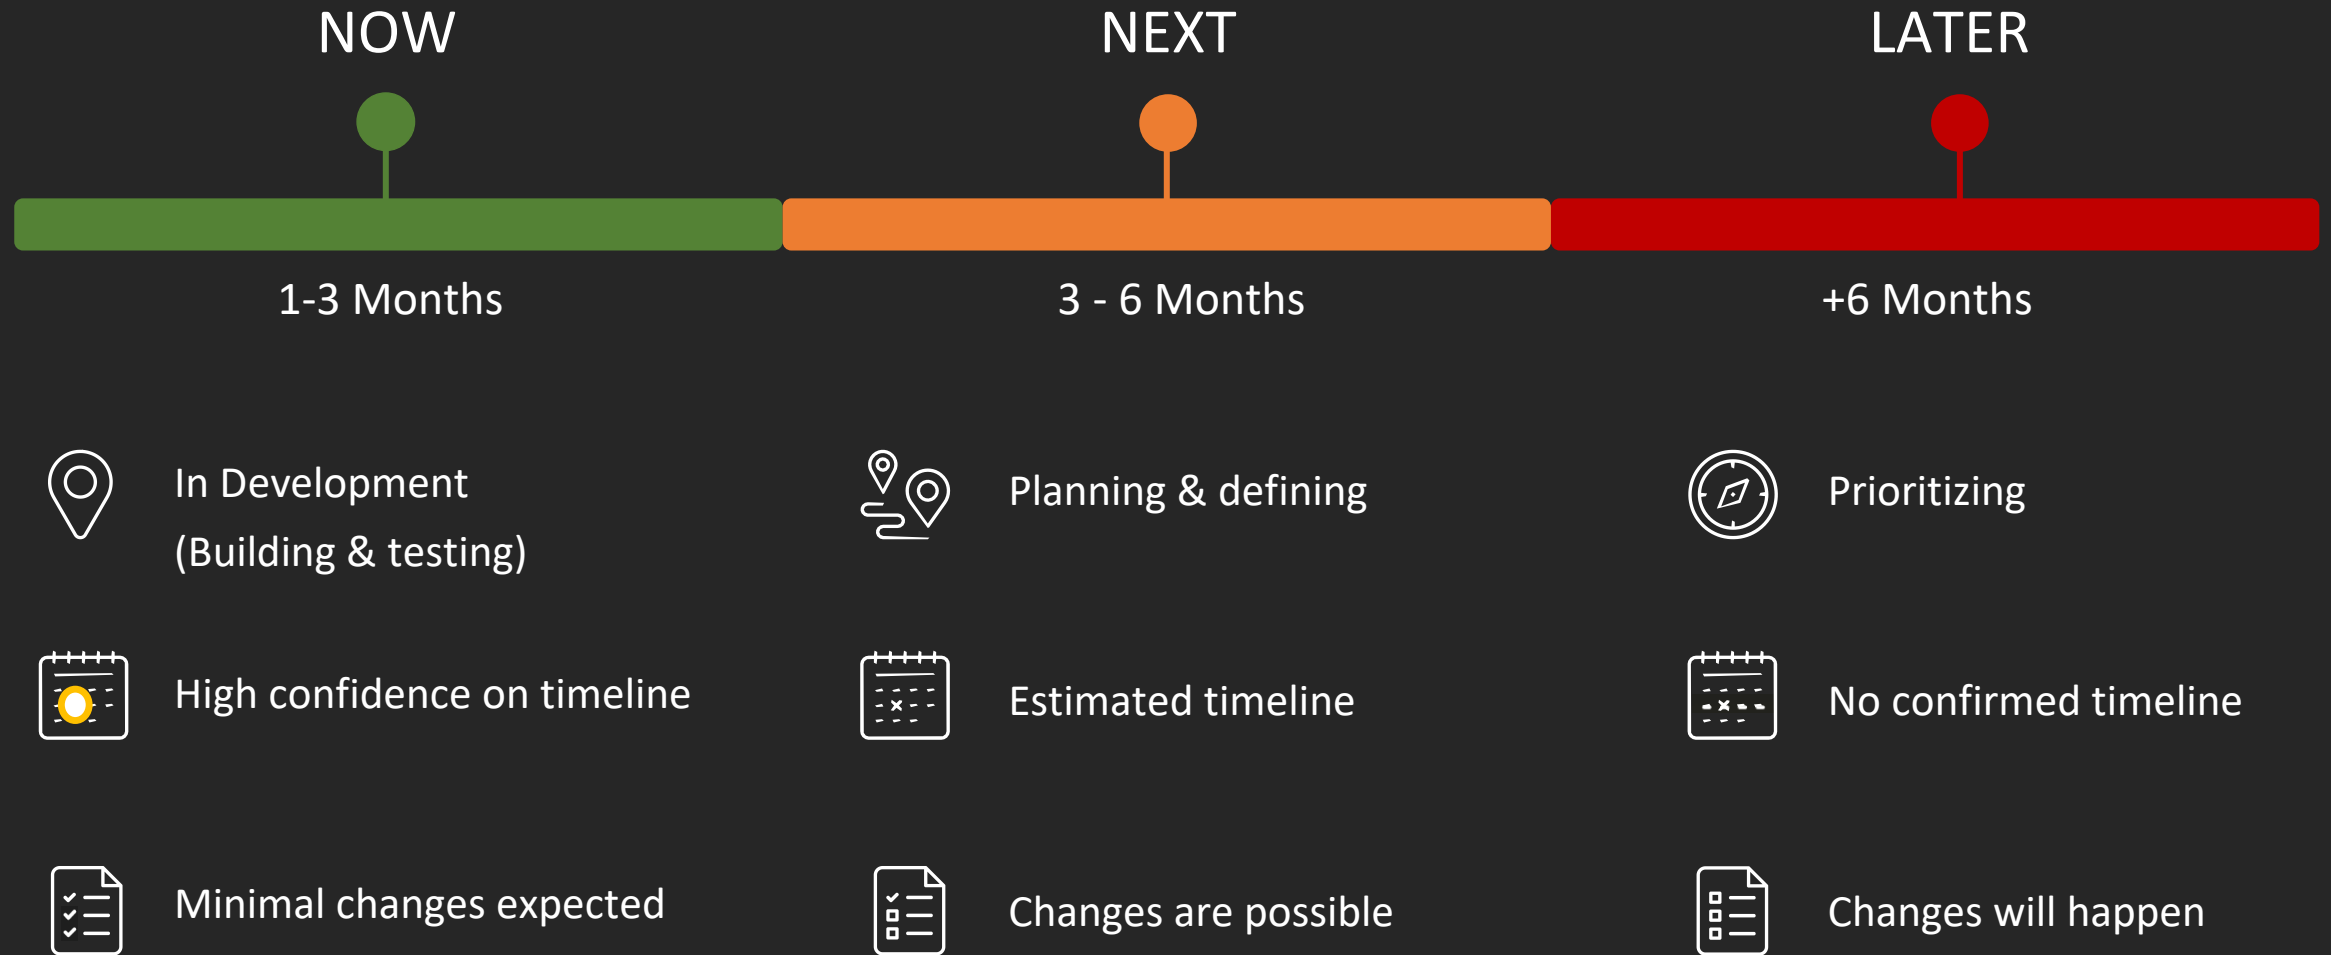 NOW
NEXT
LATER
1-3 Months
3 - 6 Months
+6 Months
In Development
(Building & testing)
Planning & defining
Prioritizing
High confidence on timeline
Estimated timeline
No confirmed timeline
Minimal changes expected
Changes are possible
Changes will happen